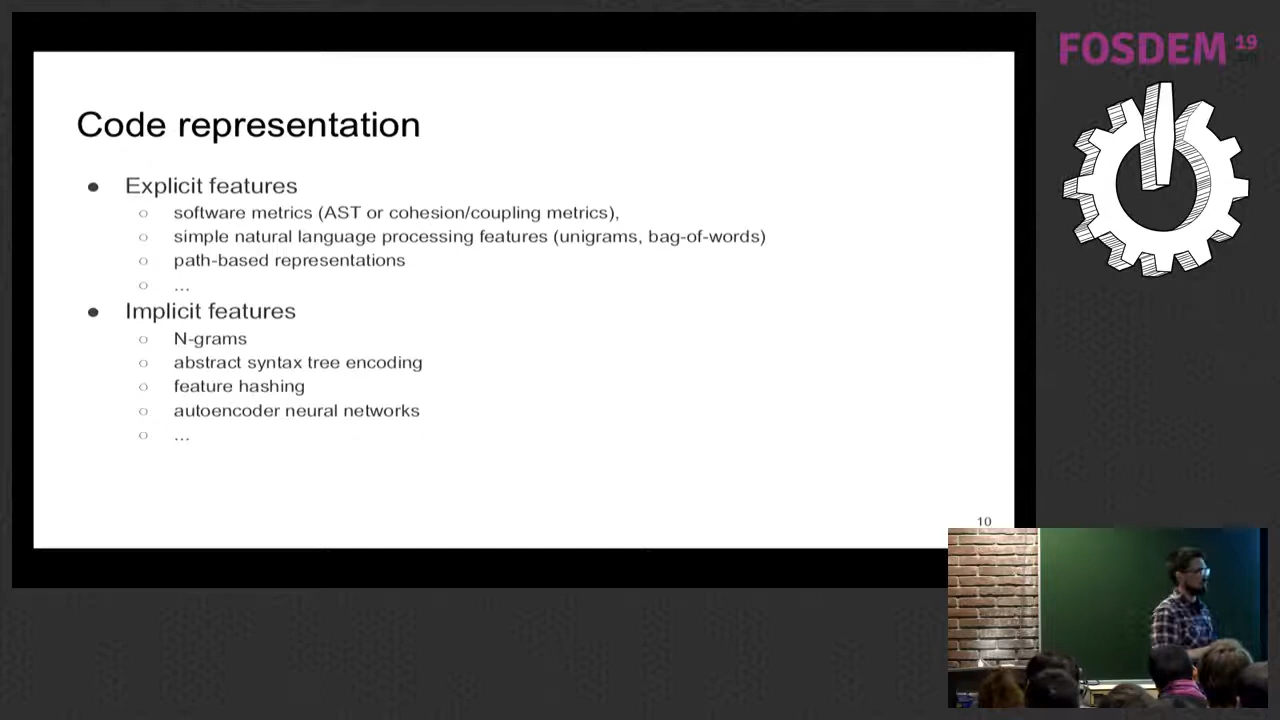 FOSDEM 19
Code representation
● Explicit features
○ software metrics (AST or cohesion/coupling metrics),
○ simple natural language processing features (unigrams, bag-of-words)
○ path-based representations
○ ...
● Implicit features
○ N-grams
○ abstract syntax tree encoding
○ feature hashing
○ autoencoder neural networks
○ ...
10